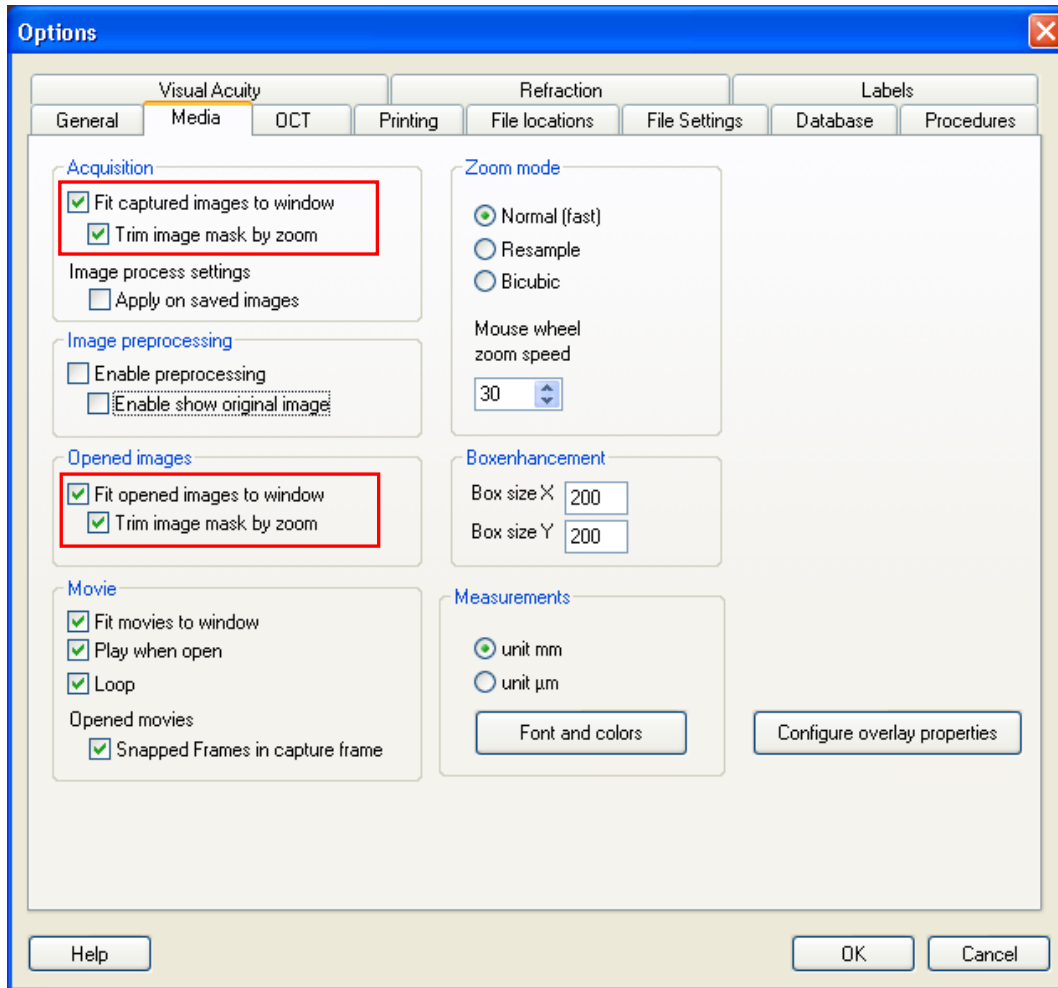 Options
Visual Acuity
Refraction
Labels
General
Media
OCT
Printing
File locations
File Settings
Database
Procedures
Acquisition
Fit captured images to window
Trim image mask by zoom
Image process settings
Apply on saved images
Image preprocessing
Enable preprocessing
Enable show original image
Opened images
Fit opened images to window
Trim image mask by zoom
Movie
Fit movies to window
Play when open
Loop
Opened movies
Snapped Frames in capture frame
Zoom mode
Normal (fast)
Resample
Bicubic
Mouse wheel
zoom speed
30
Boxenhancement
Box size X 200
Box size Y 200
Measurements
unit mm
unit µm
Font and colors
Configure overlay properties
Help
OK
Cancel